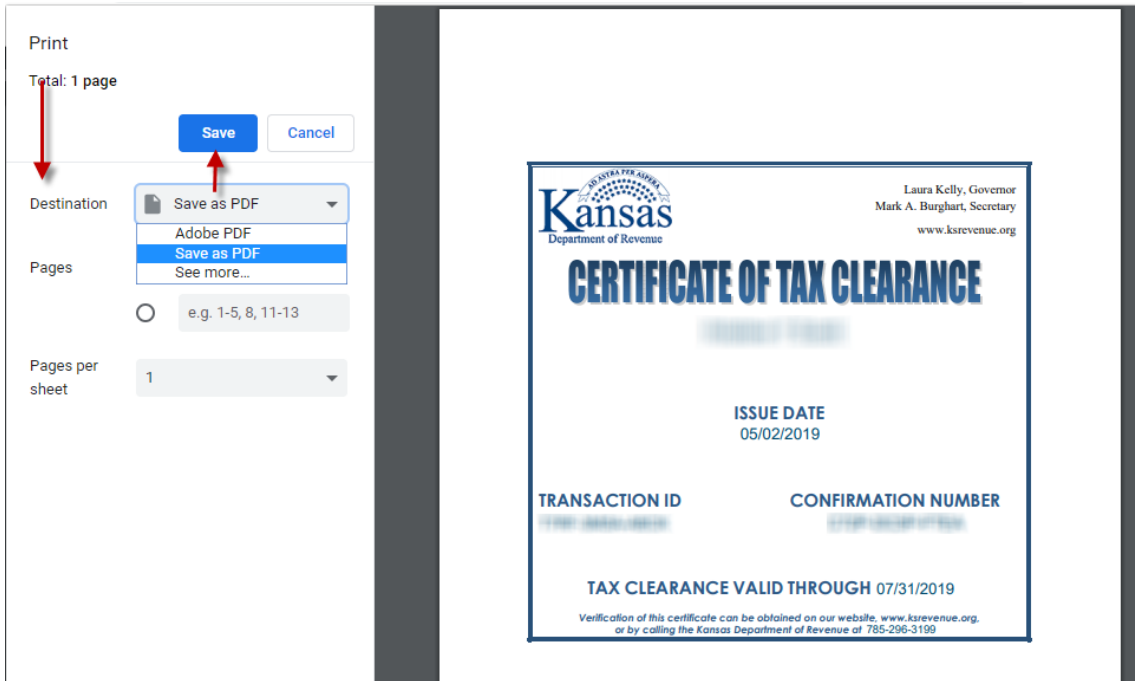 Print
Total: 1 page
Save
Cancel
Destination
Save as PDF
Adobe PDF
Save as PDF
See more...
Pages
e.g. 1-5, 8, 11-13
Pages per
sheet
1
AD ASTRA PER ASPERA
Kansas
Department of Revenue
Laura Kelly, Governor
Mark A. Burghart, Secretary
www.ksrevenue.org
CERTIFICATE OF TAX CLEARANCE
ISSUE DATE
05/02/2019
TRANSACTION ID
CONFIRMATION NUMBER
TAX CLEARANCE VALID THROUGH 07/31/2019
Verification of this certificate can be obtained on our website, www.ksrevenue.org,
or by calling the Kansas Department of Revenue at 785-296-3199